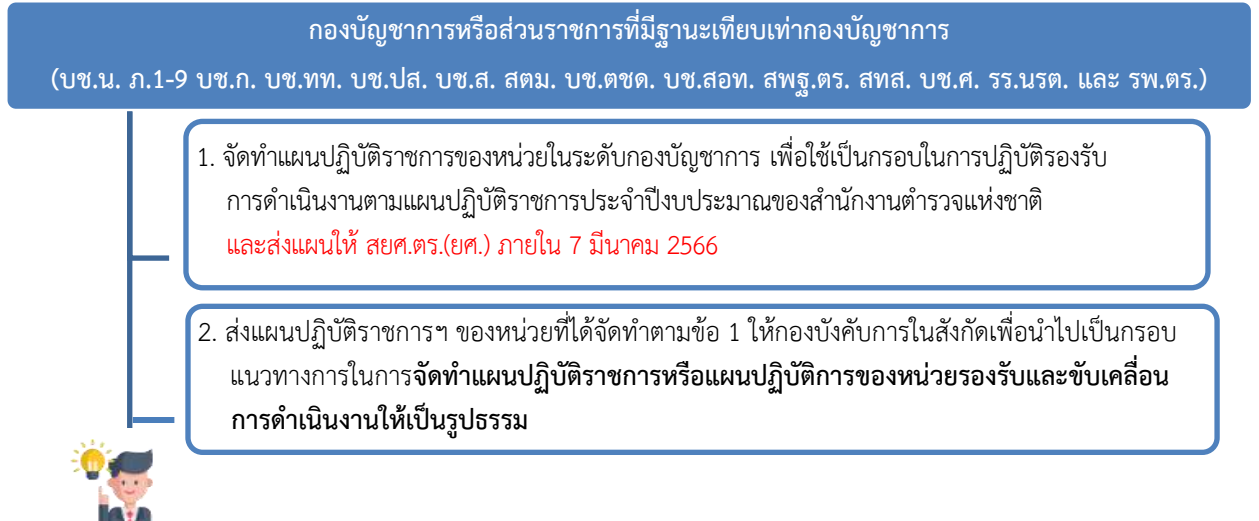 กองบัญชาการหรือส่วนราชการที่มีฐานะเทียบเท่ากองบัญชาการ
(บช.น. ภ.1-9 บช.ก. บช.ทท. บช.ปส. บช.ส. สตม. บช.ตชด. บช.สอท. สพฐ.ตร. สทส. บช.ศ. รร.นรต. และ รพ.ตร.)
1. จัดทำแผนปฏิบัติราชการของหน่วยในระดับกองบัญชาการ เพื่อใช้เป็นกรอบในการปฏิบัติรองรับ
การดำเนินงานตามแผนปฏิบัติราชการประจำปีงบประมาณของสำนักงานตำรวจแห่งชาติ
และส่งแผนให้ สยศ.ตร.(ยศ.) ภายใน 7 มีนาคม 2566
2. ส่งแผนปฏิบัติราชการฯ ของหน่วยที่ได้จัดทำตามข้อ 1 ให้กองบังคับการในสังกัดเพื่อนำไปเป็นกรอบ
แนวทางการในการจัดทำแผนปฏิบัติราชการหรือแผนปฏิบัติการของหน่วยรองรับและขับเคลื่อน
การดำเนินงานให้เป็นรูปธรรม